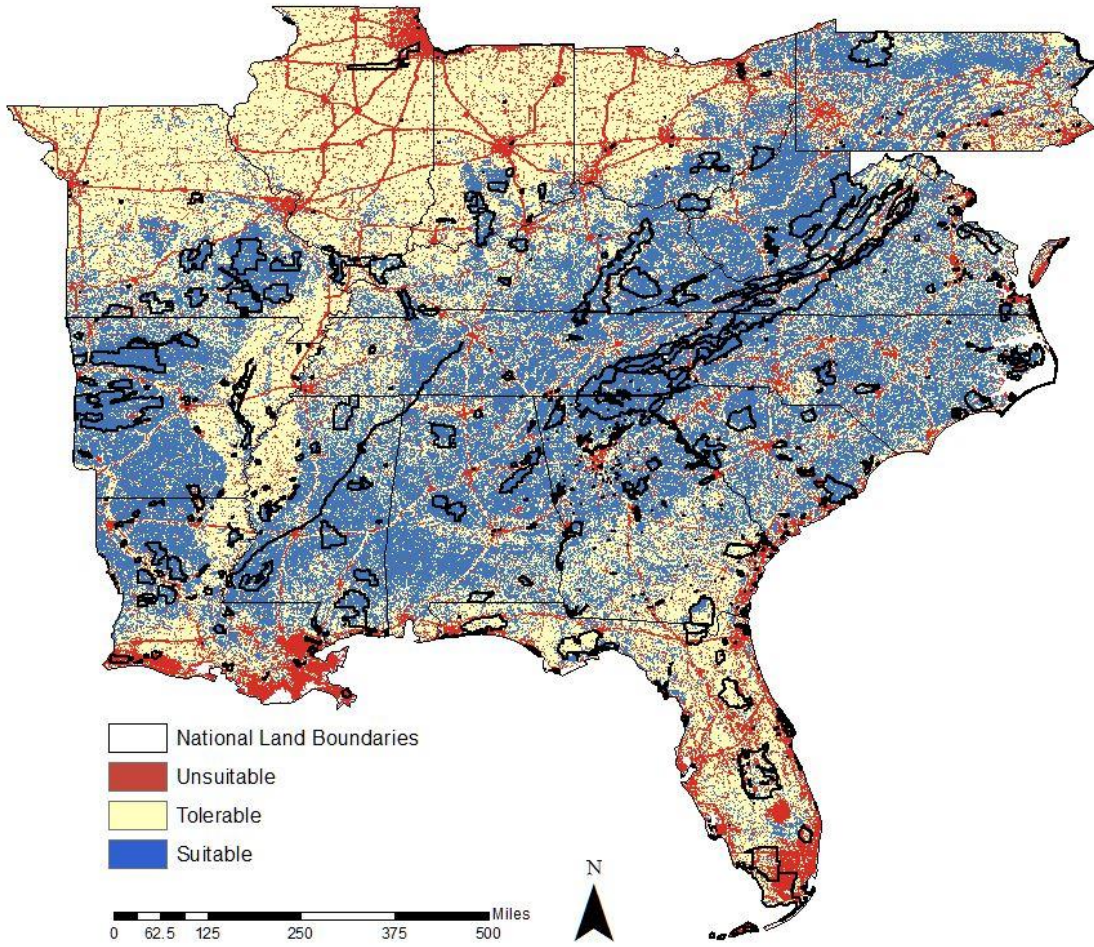 National Land Boundaries
Unsuitable
Tolerable
Suitable
N
Miles
0 62.5 125 250 375 500